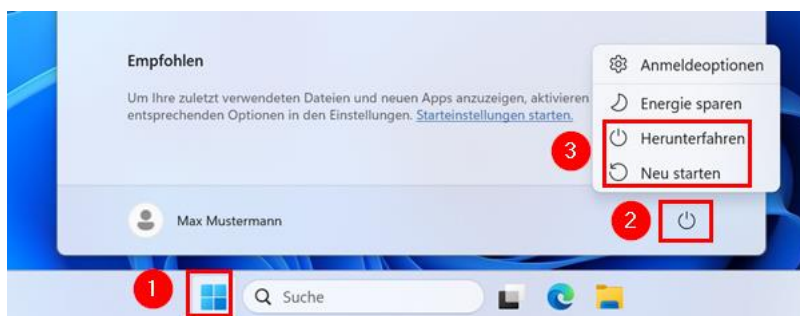 Empfohlen
Um Ihre zuletzt verwendeten Dateien und neuen Apps anzuzeigen, aktivieren
entsprechenden Optionen in den Einstellungen. Starteinstellungen starten.
Anmeldeoptionen
Energie sparen
3 Herunterfahren
Neu starten
Max Mustermann
2
1
Suche